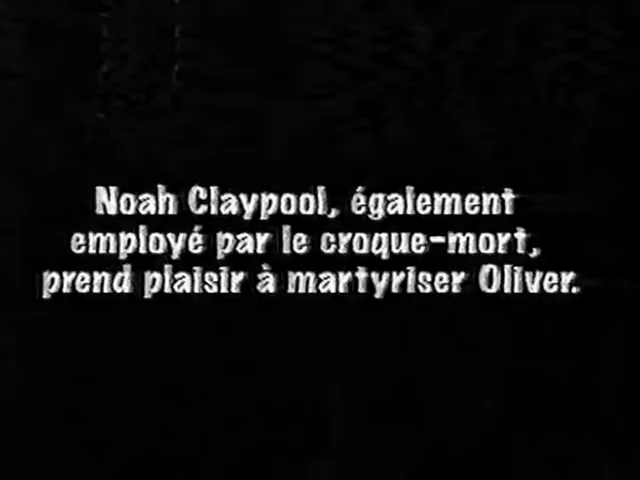 Noah Claypool, également
employé par le croque-mort,
prend plaisir à martyriser Oliver.